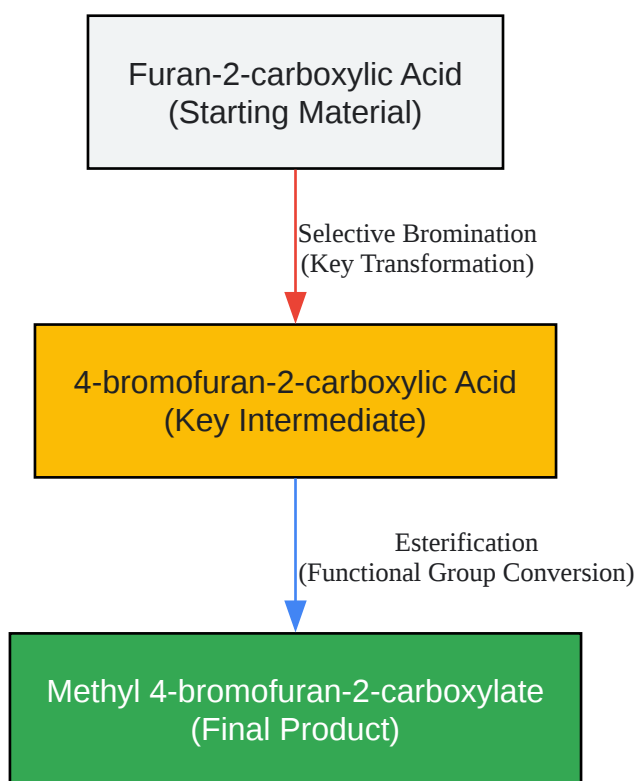 Furan-2-carboxylic Acid
(Starting Material)
Selective Bromination
(Key Transformation)
4-bromofuran-2-carboxylic Acid
(Key Intermediate)
Esterification
(Functional Group Conversion)
Methyl 4-bromofuran-2-carboxylate
(Final Product)